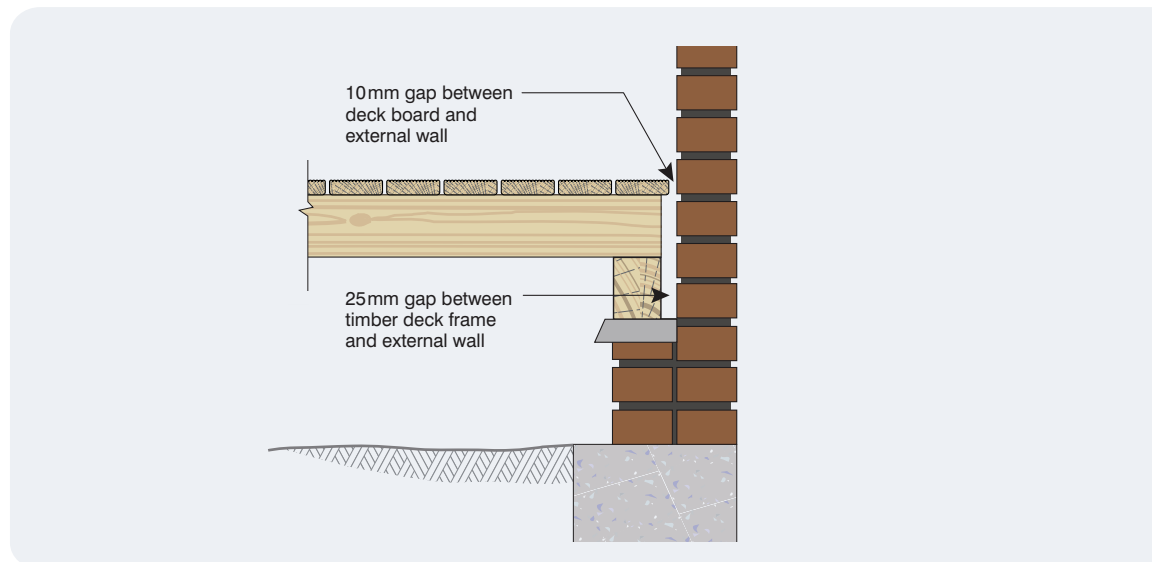 10mm gap between
deck board and
external wall
25mm gap between
timber deck frame
and external wall